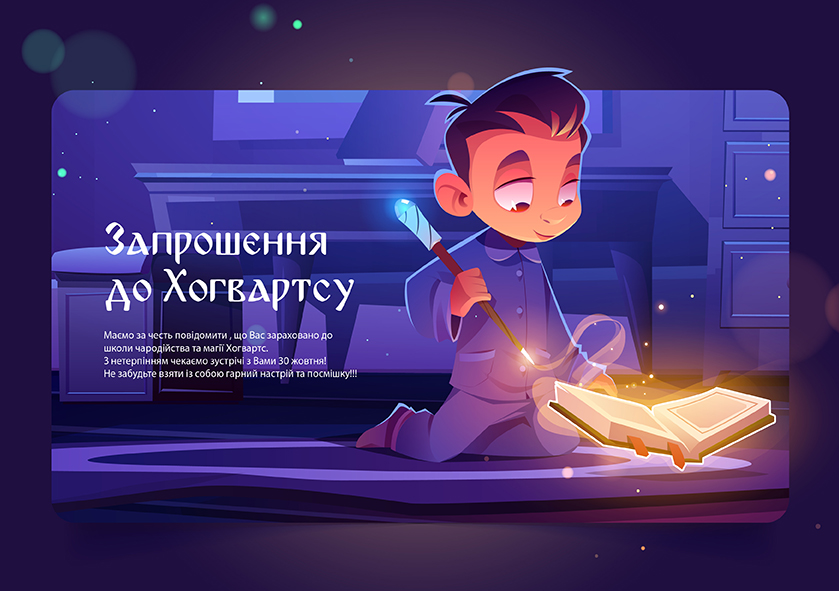 Запрошення
до Хогвартсу
Маємо за честь повідомити , що Вас зараховано до
школи чародійства та магії Хогвартс.
З нетерпінням чекаємо зустрічі з Вами 30 жовтня!
Не забудьте взяти із собою гарний настрій та посмішку!!!